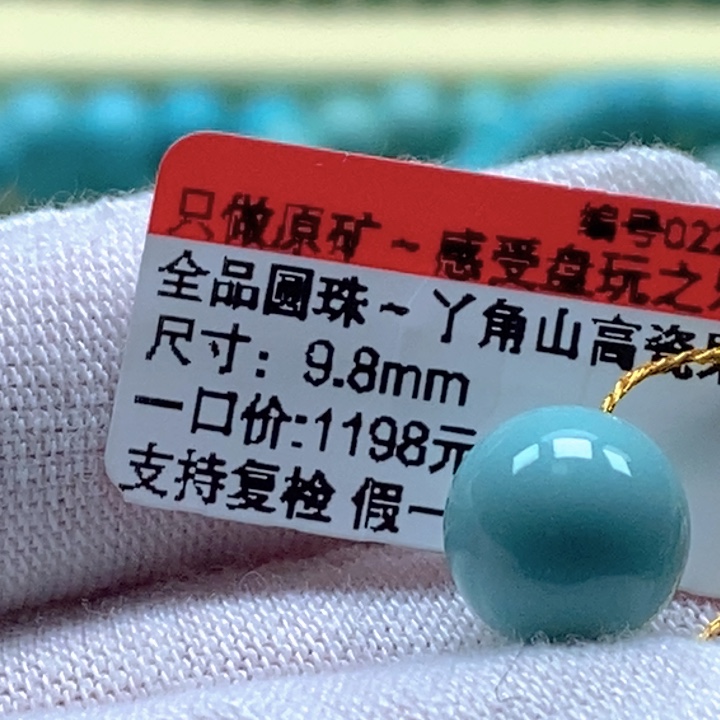 编号022
只做原矿~感受盘玩之
全品圆珠~丫角山高瓷
尺寸：9.8mm
一口价:1198元
支持复检 假一